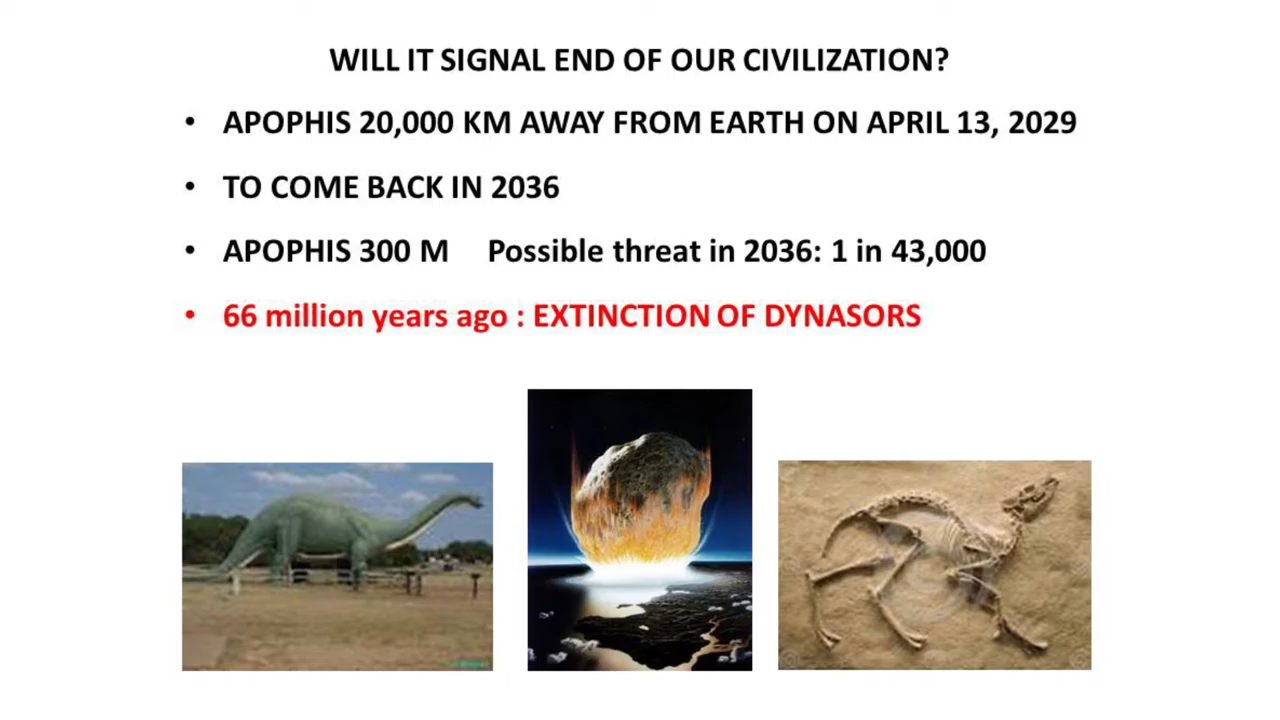 WILL IT SIGNAL END OF OUR CIVILIZATION?
• APOPHIS 20,000 KM AWAY FROM EARTH ON APRIL 13, 2029
• TO COME BACK IN 2036
• APOPHIS 300 M Possible threat in 2036: 1 in 43,000
• 66 million years ago : EXTINCTION OF DYNASORS